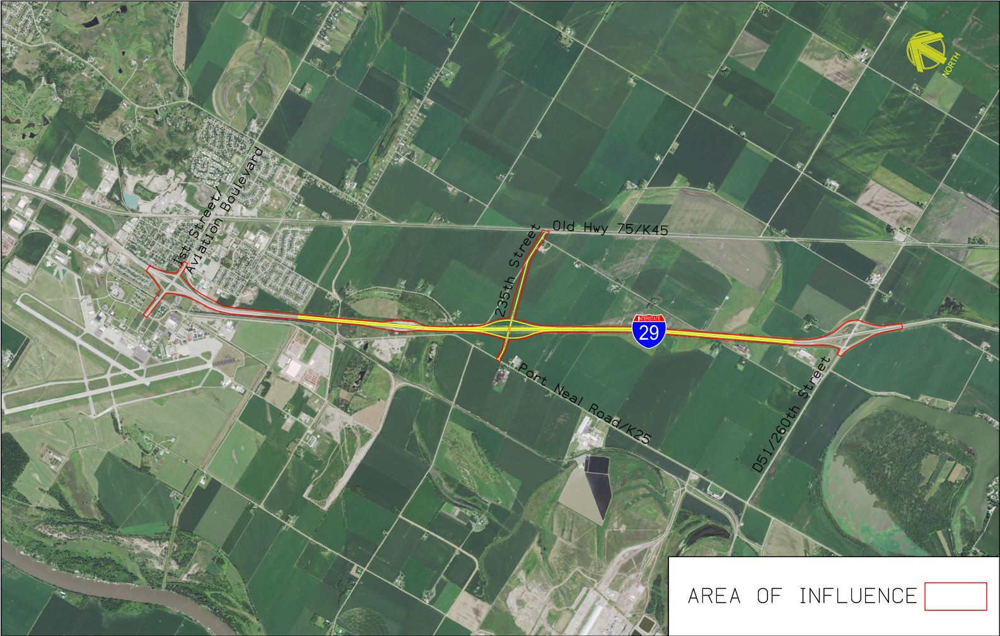 NORTH
1st Street/
Aviation Boulevard
235th Street
Old Hwy 75/K45
INTERSTATE
29
Port Neal Road/K25
D51/260th Street
AREA OF INFLUENCE